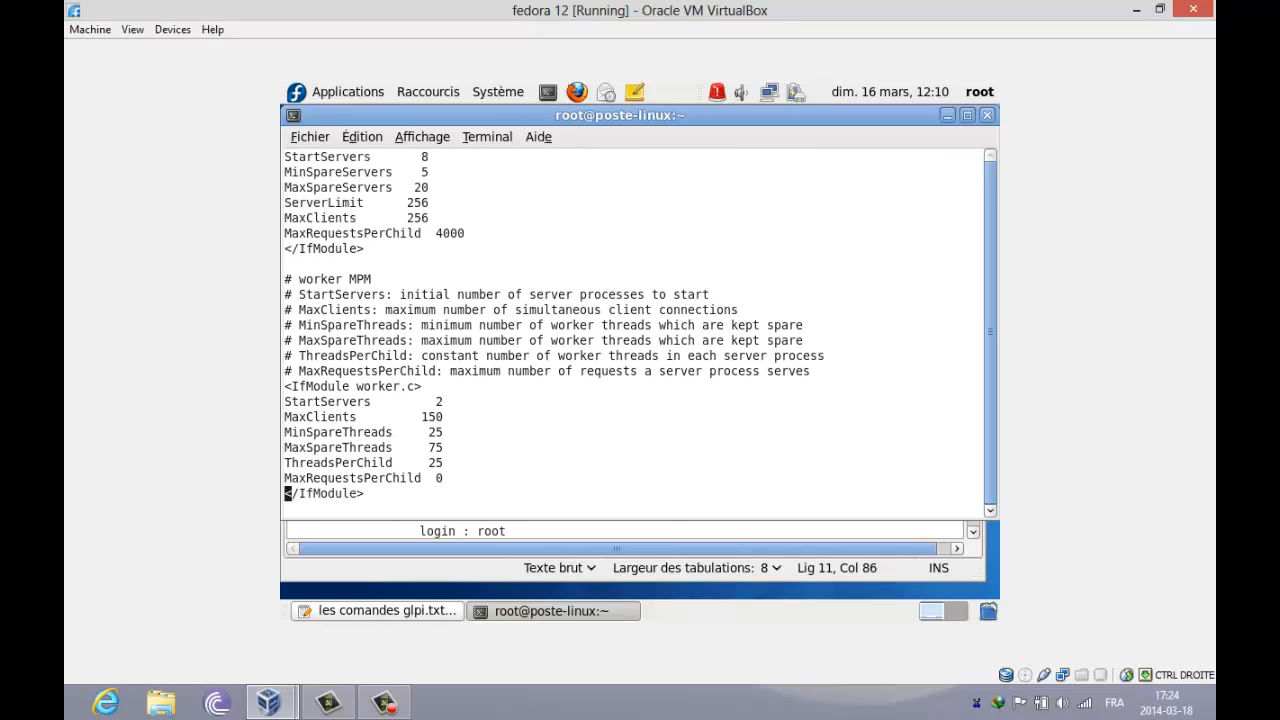 fedora 12 [Running] - Oracle VM VirtualBox
Machine View Devices Help
Applications Raccourcis Système dim. 16 mars, 12:10 root
root@poste-linux:~
Fichier Édition Affichage Terminal Aide
StartServers 8
MinSpareServers 5
MaxSpareServers 20
ServerLimit 256
MaxClients 256
MaxRequestsPerChild 4000
</IfModule>
# worker MPM
# StartServers: initial number of server processes to start
# MaxClients: maximum number of simultaneous client connections
# MinSpareThreads: minimum number of worker threads which are kept spare
# MaxSpareThreads: maximum number of worker threads which are kept spare
# ThreadsPerChild: constant number of worker threads in each server process
# MaxRequestsPerChild: maximum number of requests a server process serves
<IfModule worker.c>
StartServers 2
MaxClients 150
MinSpareThreads 25
MaxSpareThreads 75
ThreadsPerChild 25
MaxRequestsPerChild 0
</IfModule>
login : root
Texte brut Largeur des tabulations: 8 Lig 11, Col 86 INS
les comandes glpi.txt... root@poste-linux:~
CTRL DROITE
FRA 17:24
2014-03-18